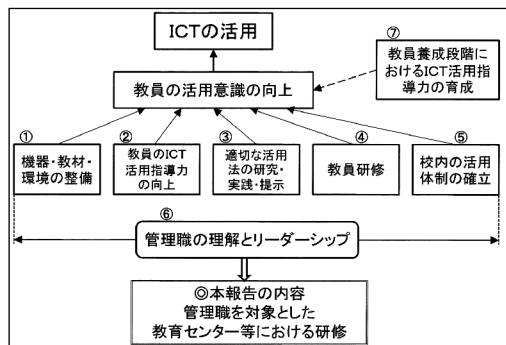 ICTの活用
⑦
教員養成段階に
おけるICT活用指
導力の育成
教員の活用意識の向上
①
機器・教材・
環境の整備
②
教員のICT
活用指導力
の向上
③
適切な活用
法の研究・
実践・提示
④
教員研修
⑤
校内の活用
体制の確立
⑥
管理職の理解とリーダーシップ
◎本報告の内容
管理職を対象とした
教育センター等における研修